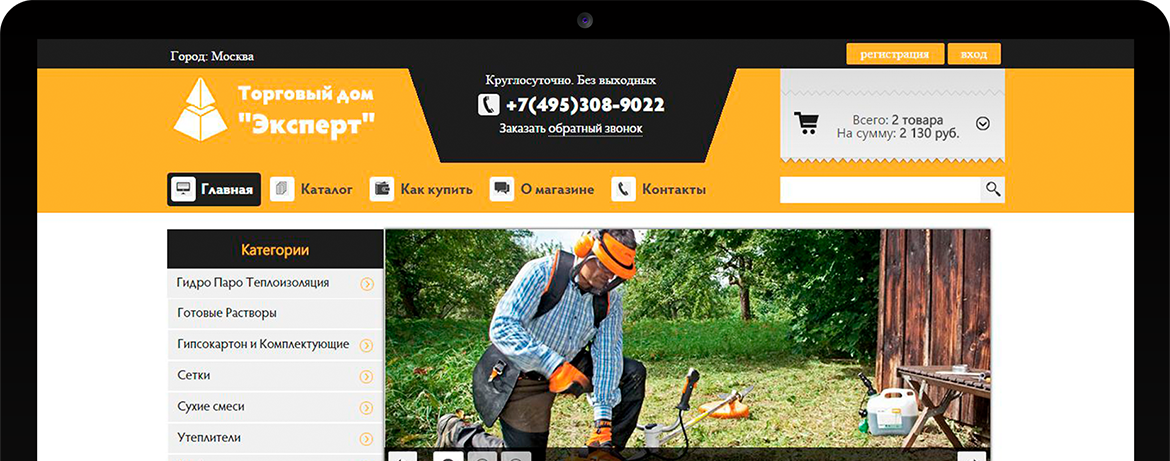 Город: Москва
регистрация
вход
Торговый дом
"Эксперт"
Круглосуточно. Без выходных
+7(495)308-9022
Заказать обратный звонок
Всего: 2 товара
На сумму: 2 130 руб.
Главная
Каталог
Как купить
О магазине
Контакты
Категории
Гидро Паро Теплоизоляция
Готовые Растворы
Гипсокартон и Комплектующие
Сетки
Сухие смеси
Утеплители